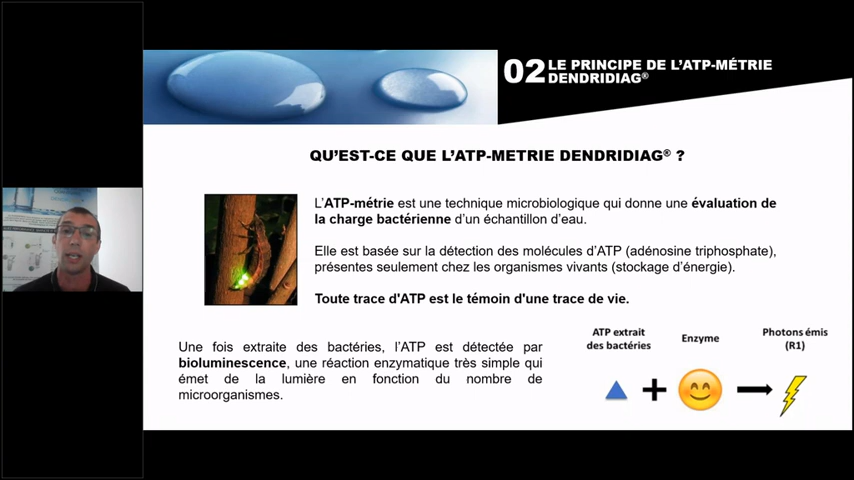 02 LE PRINCIPE DE L'ATP-MÉTRIE
DENDRIDIAG®
QU'EST-CE QUE L'ATP-METRIE DENDRIDIAG® ?
L'ATP-métrie est une technique microbiologique qui donne une évaluation de
la charge bactérienne d'un échantillon d'eau.
Elle est basée sur la détection des molécules d'ATP (adénosine triphosphate),
présentes seulement chez les organismes vivants (stockage d'énergie).
Toute trace d'ATP est le témoin d'une trace de vie.
Une fois extraite des bactéries, l'ATP est détectée par
bioluminescence, une réaction enzymatique très simple qui
émet de la lumière en fonction du nombre de
microorganismes.
ATP extrait
des bactéries
Enzyme
Photons émis
(R1)